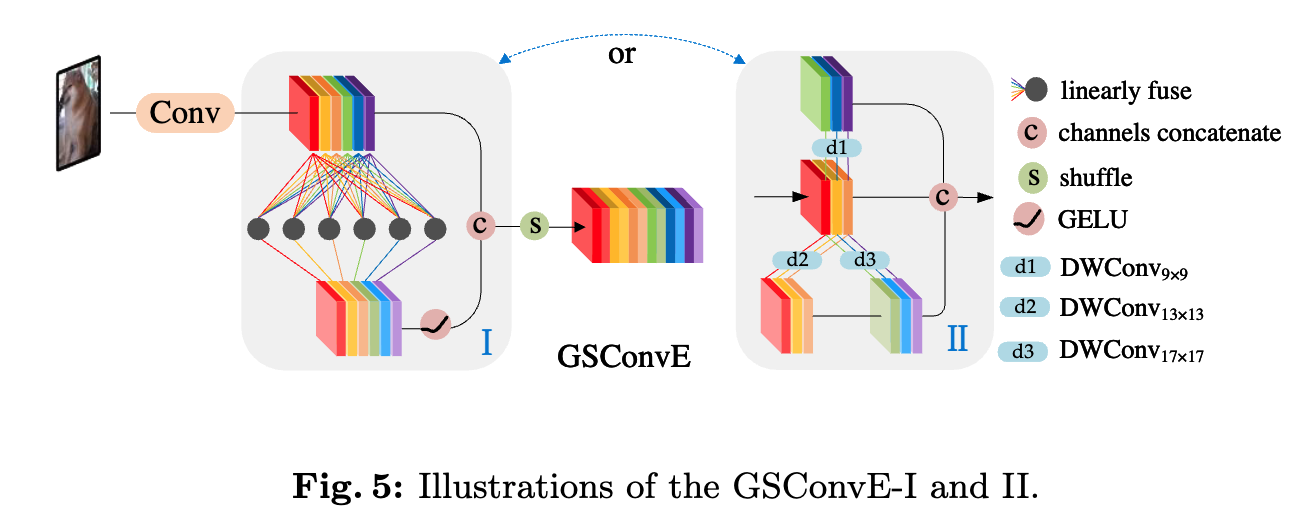 or
Conv
C
S
I
GSConvE
d1
d2
d3
C
II
linearly fuse
C channels concatenate
S shuffle
GELU
d1 DWConv9×9
d2 DWConv13×13
d3 DWConv17×17
Fig. 5: Illustrations of the GSConvE-I and II.